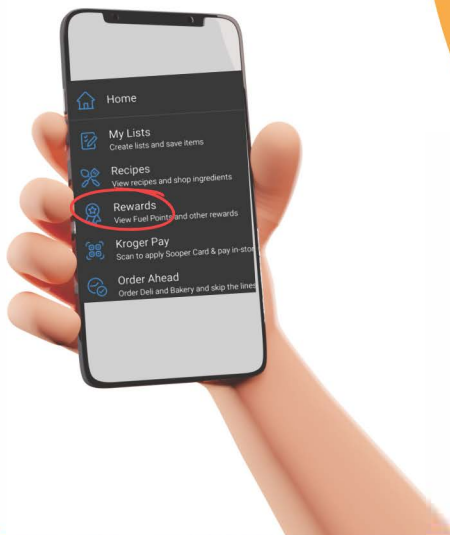 Home
My Lists
Create lists and save items
Recipes
View recipes and shop ingredients
Rewards
View Fuel Points and other rewards
Kroger Pay
Scan to apply Sooper Card & pay in-stor
Order Ahead
Order Deli and Bakery and skip the lines